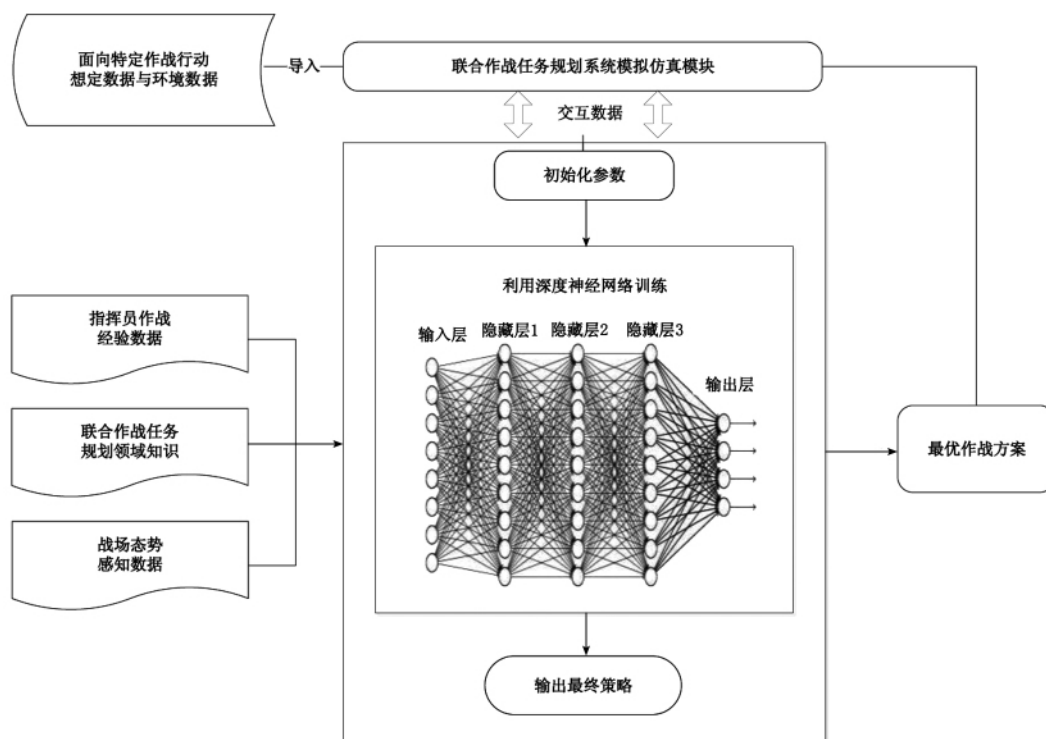 面向特定作战行动
想定数据与环境数据
导入
联合作战任务规划系统模拟仿真模块
交互数据
初始化参数
利用深度神经网络训练
输入层
隐藏层1
隐藏层2
隐藏层3
输出层
指挥员作战
经验数据
联合作战任务
规划领域知识
战场态势
感知数据
最优作战方案
输出最终策略